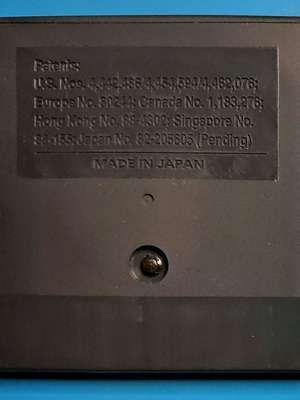 Patents:
U.S. Nos. 4,442,486/4,454,594/4,462,076;
Europe No. 80244; Canada No. 1,183,276;
Hong Kong No. 88-4302; Singapore No.
88-155; Japan No. 82-205605 (Pending)
MADE IN JAPAN